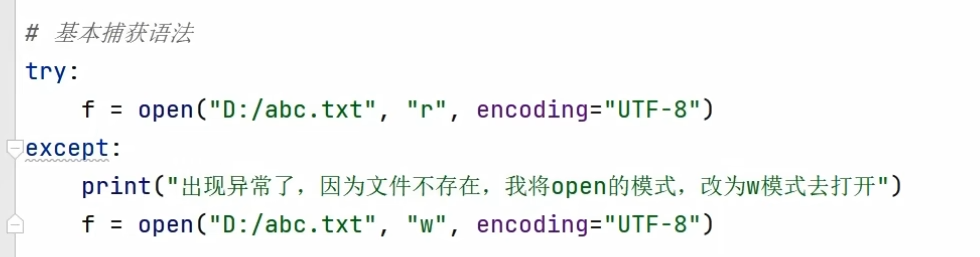 # 基本捕获语法
try:
    f = open("D:/abc.txt", "r", encoding="UTF-8")
except:
    print("出现异常了，因为文件不存在，我将open的模式，改为w模式去打开")
    f = open("D:/abc.txt", "w", encoding="UTF-8")